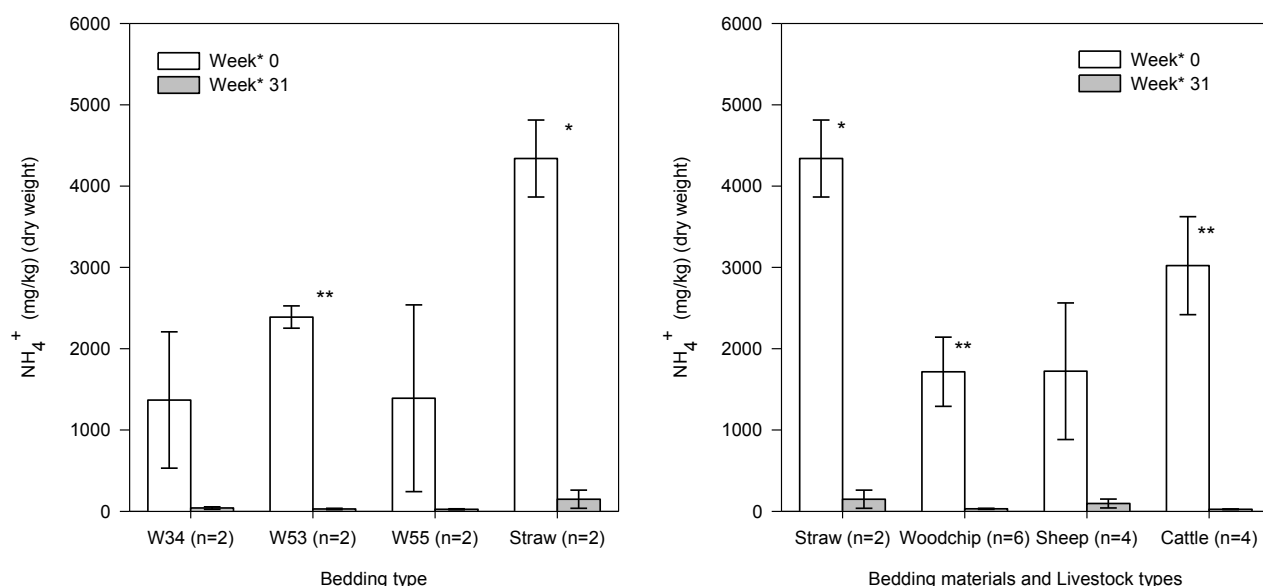 6000
5000
4000
3000
2000
1000
0
NH4+ (mg/kg) (dry weight)
Week* 0
Week* 31
**
*
W34 (n=2) W53 (n=2) W55 (n=2) Straw (n=2)
Bedding type
6000
5000
4000
3000
2000
1000
0
NH4+ (mg/kg) (dry weight)
Week* 0
Week* 31
*
**
**
Straw (n=2) Woodchip (n=6) Sheep (n=4) Cattle (n=4)
Bedding materials and Livestock types